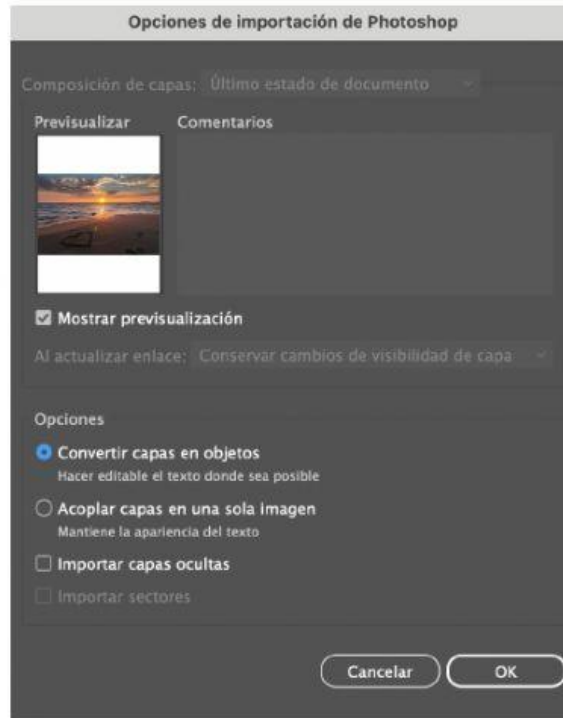 Opciones de importación de Photoshop
Composición de capas: Último estado de documento
Previsualizar Comentarios
Mostrar previsualización
Al actualizar enlace: Conservar cambios de visibilidad de capa
Opciones
Convertir capas en objetos
Hacer editable el texto donde sea posible
Acoplar capas en una sola imagen
Mantiene la apariencia del texto
Importar capas ocultas
Importar sectores
Cancelar OK